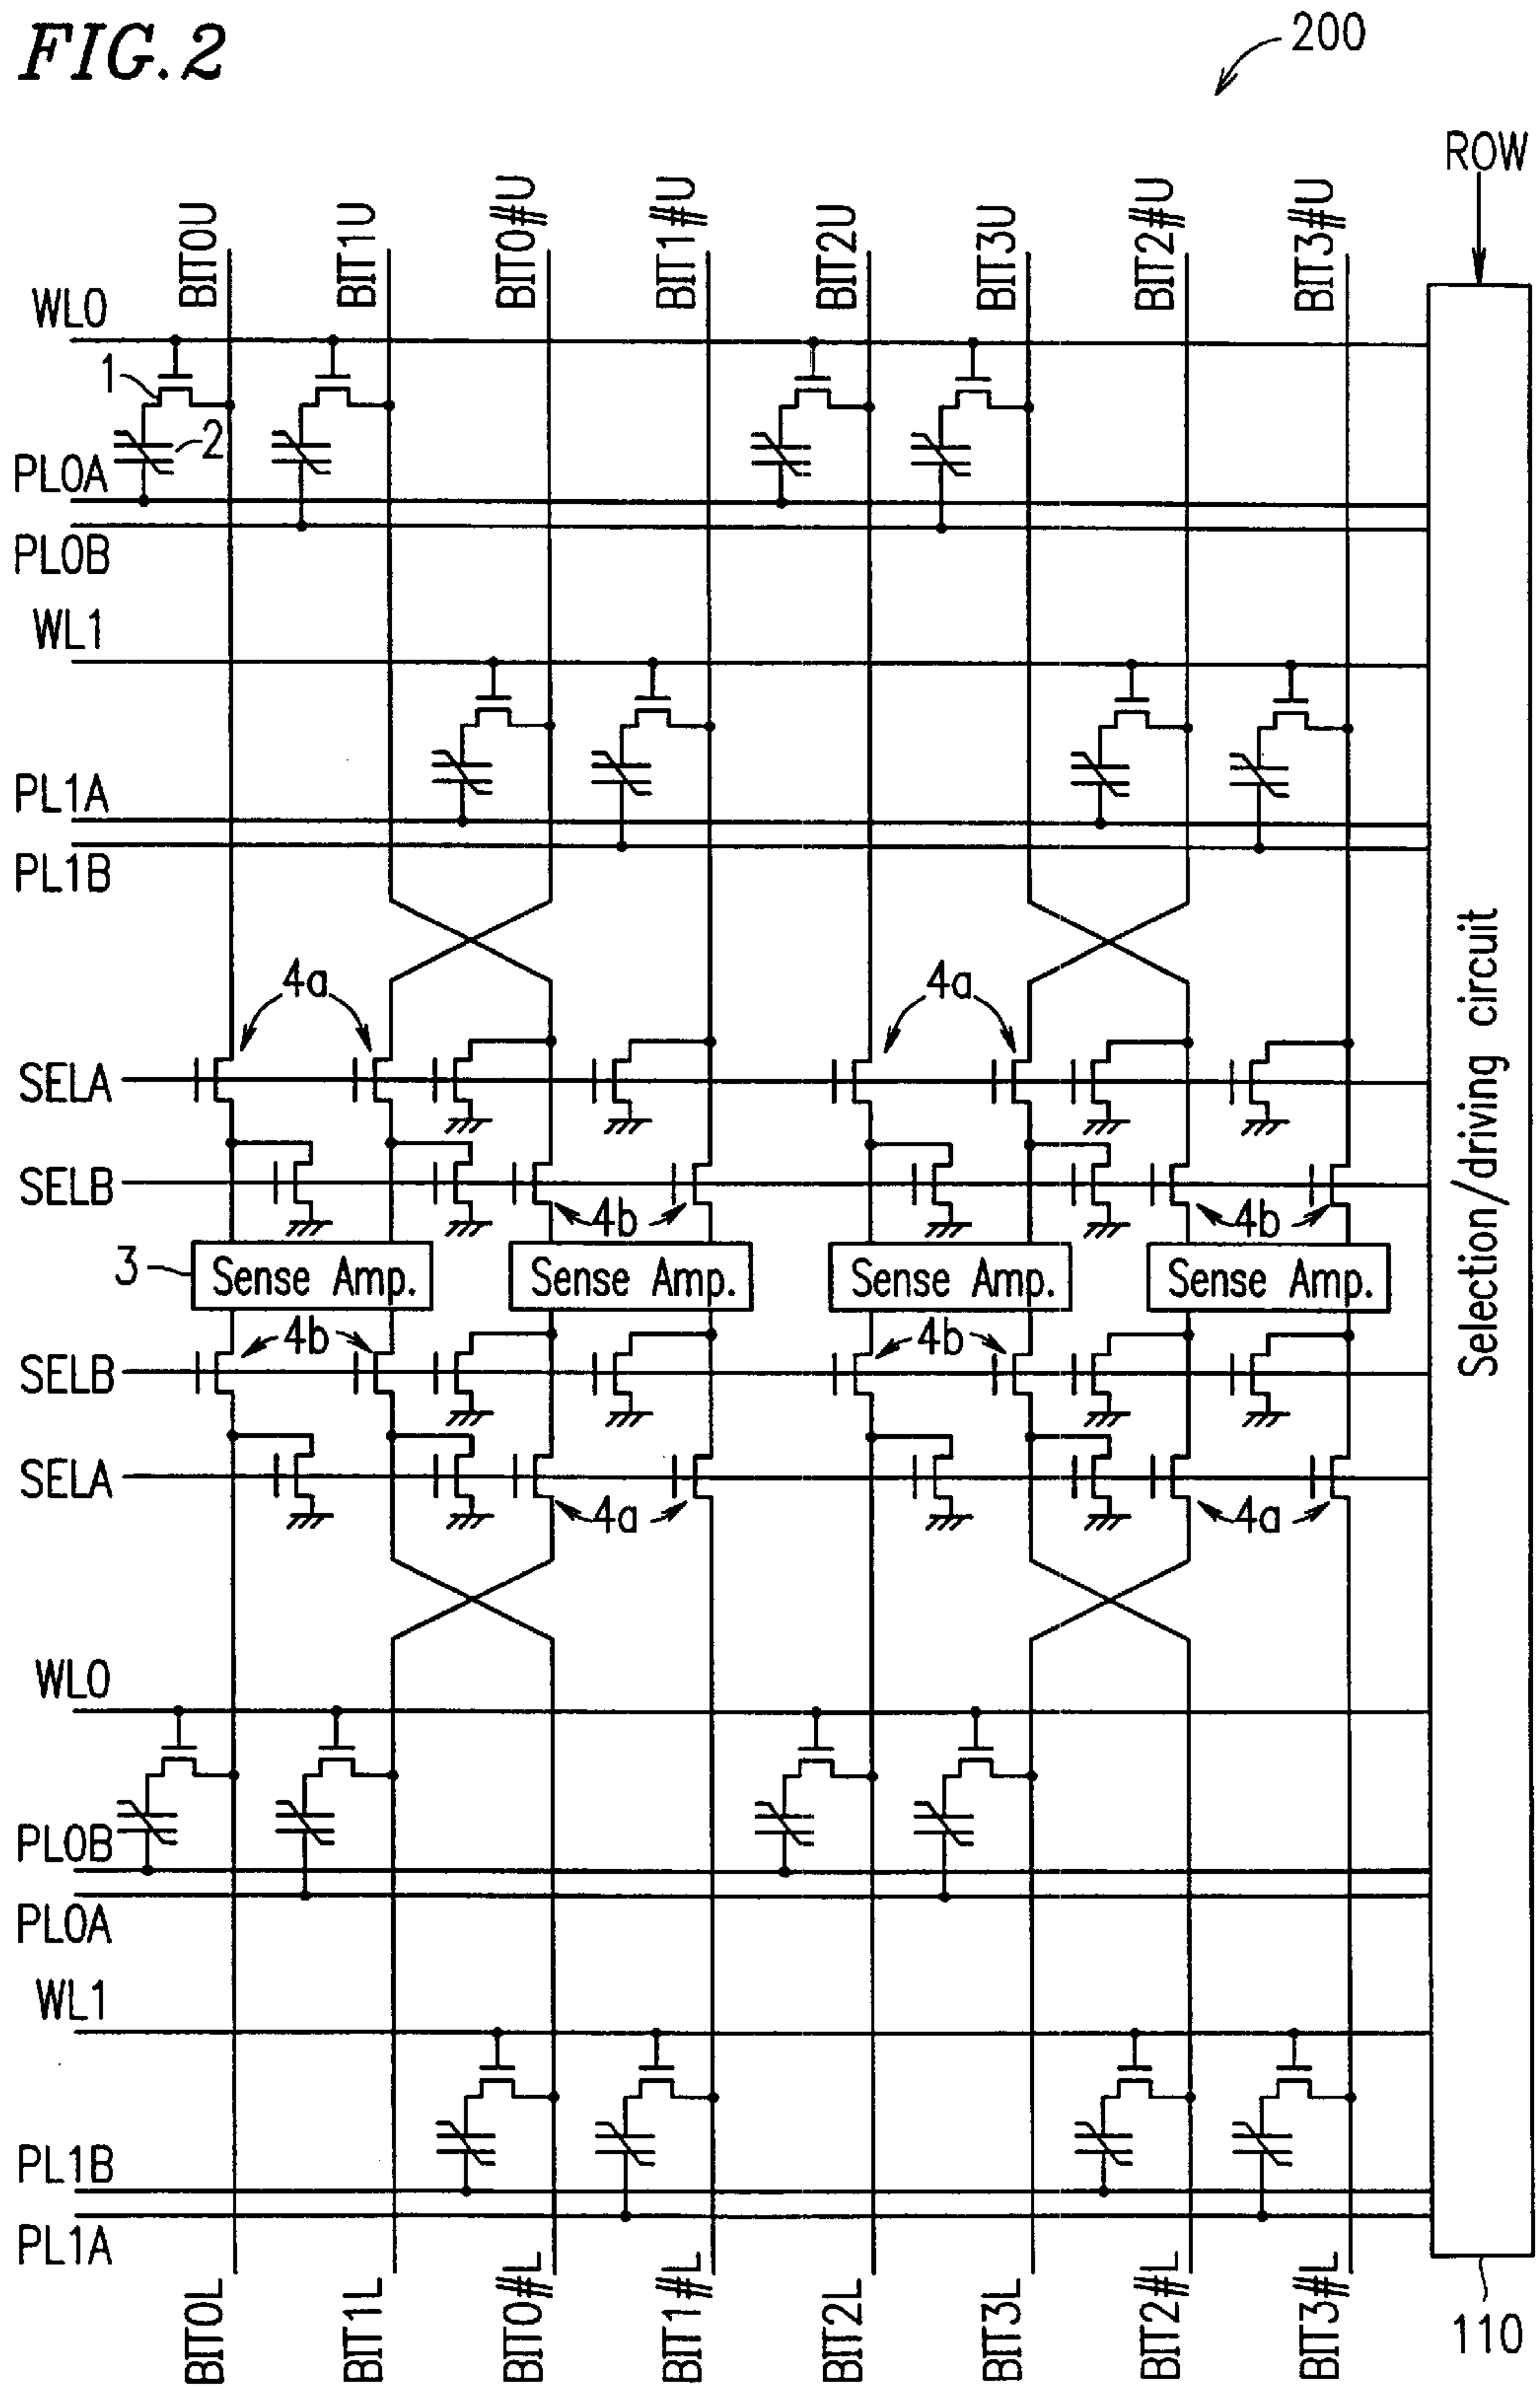 FIG.2
200
ROW
BIT0U
BIT1U
BIT0#U
BIT1#U
BIT2U
BIT3U
BIT2#U
BIT3#U
WL0
1
2
PL0A
PL0B
WL1
PL1A
PL1B
4a
4a
SELA
SELB
4b
4b
3
Sense Amp.
Sense Amp.
Sense Amp.
Sense Amp.
4b
4b
SELB
SELA
4a
4a
Selection/driving circuit
WL0
PL0B
PL0A
WL1
PL1B
PL1A
BIT0L
BIT1L
BIT0#L
BIT1#L
BIT2L
BIT3L
BIT2#L
BIT3#L
110